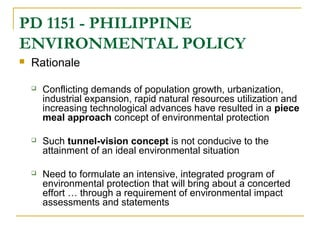 PD 1151 - PHILIPPINE
ENVIRONMENTAL POLICY
Rationale
Conflicting demands of population growth, urbanization,
industrial expansion, rapid natural resources utilization and
increasing technological advances have resulted in a piece
meal approach concept of environmental protection
Such tunnel-vision concept is not conducive to the
attainment of an ideal environmental situation
Need to formulate an intensive, integrated program of
environmental protection that will bring about a concerted
effort … through a requirement of environmental impact
assessments and statements